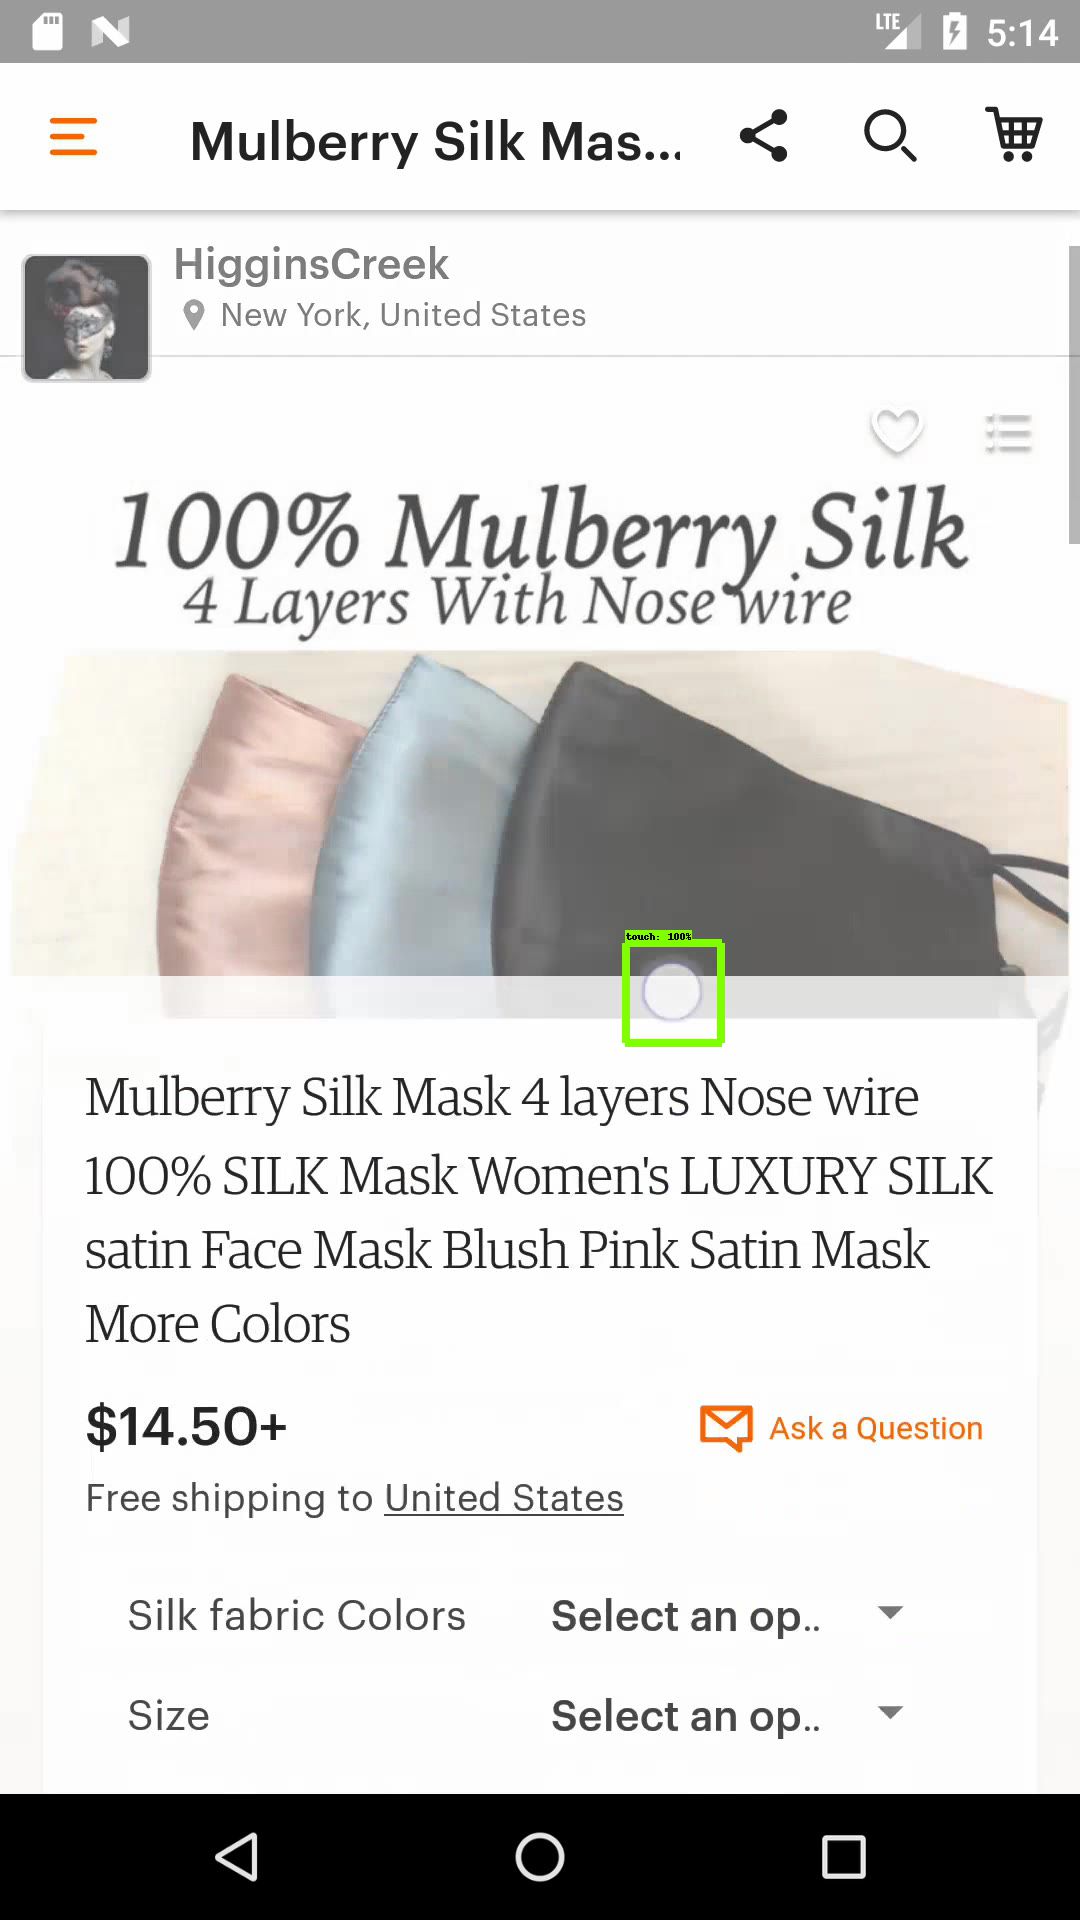 LTE 5:14
Mulberry Silk Mas...
HigginsCreek
New York, United States
100% Mulberry Silk
4 Layers With Nose wire
touch: 100%
Mulberry Silk Mask 4 layers Nose wire
100% SILK Mask Women's LUXURY SILK
satin Face Mask Blush Pink Satin Mask
More Colors
$14.50+
Ask a Question
Free shipping to United States
Silk fabric Colors Select an op..
Size Select an op..